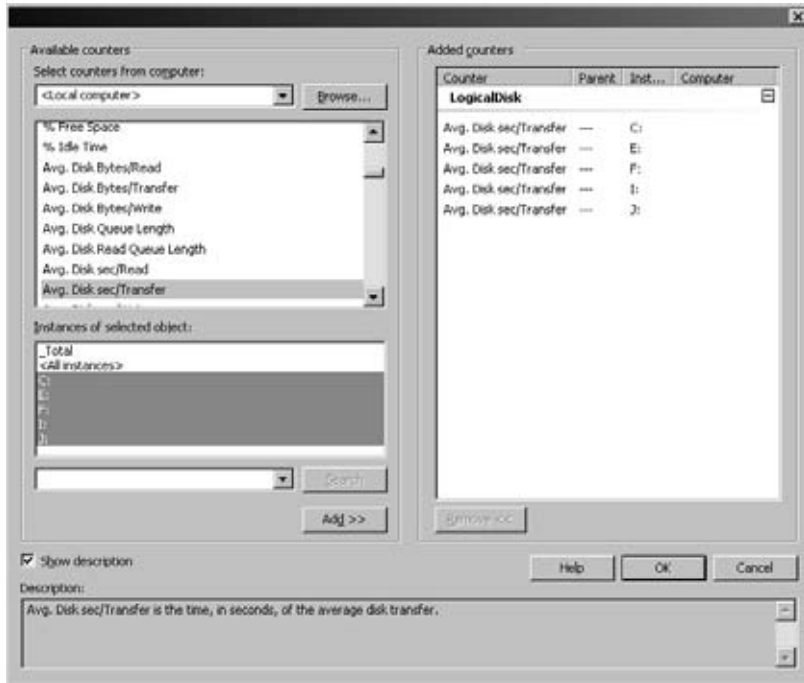 Available counters
Select counters from computer:
<Local computer>
Browse...
% Free Space
% Idle Time
Avg. Disk Bytes/Read
Avg. Disk Bytes/Transfer
Avg. Disk Bytes/Write
Avg. Disk Queue Length
Avg. Disk Read Queue Length
Avg. Disk sec/Read
Avg. Disk sec/Transfer
Instances of selected object:
_Total
<All instances>
C:
E:
F:
I:
J:
Search
Add >>
Added counters
Counter Parent Inst... Computer
LogicalDisk
Avg. Disk sec/Transfer --- C:
Avg. Disk sec/Transfer --- E:
Avg. Disk sec/Transfer --- F:
Avg. Disk sec/Transfer --- I:
Avg. Disk sec/Transfer --- J:
Remove <<
Show description
Help OK Cancel
Description:
Avg. Disk sec/Transfer is the time, in seconds, of the average disk transfer.